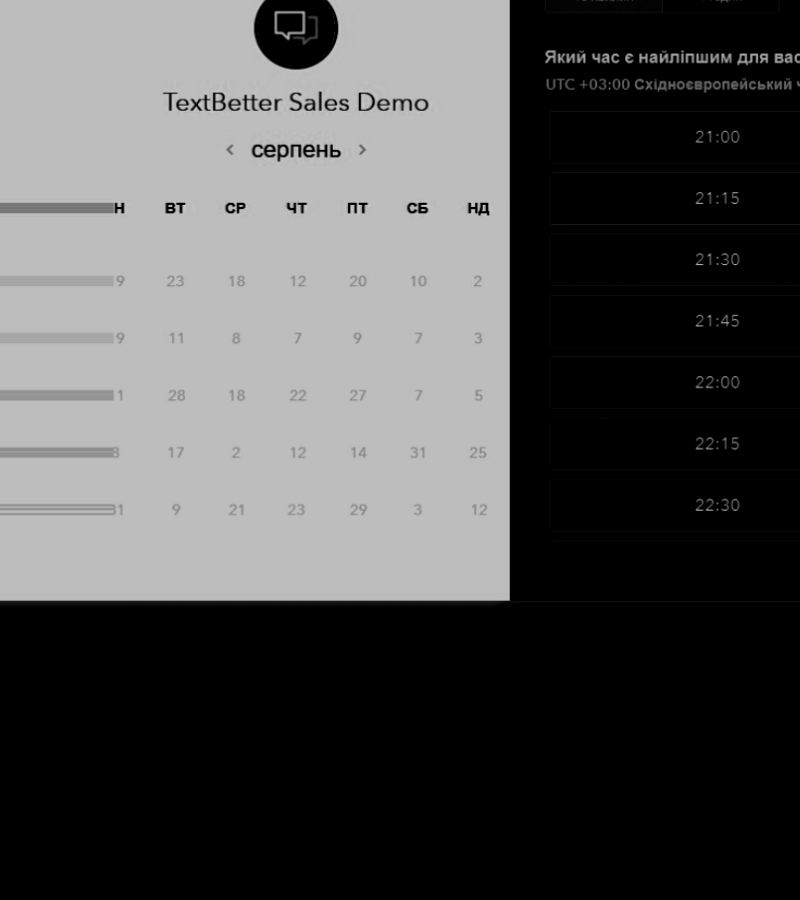 TextBetter Sales Demo
< серпень >
Н ВТ СР ЧТ ПТ СБ НД
9 23 18 12 20 10 2
9 11 8 7 9 7 3
1 28 18 22 27 7 5
8 17 2 12 14 31 25
31 9 21 23 29 3 12
Який час є найліпшим для вас
UTC +03:00 Східноєвропейський ч
21:00
21:15
21:30
21:45
22:00
22:15
22:30